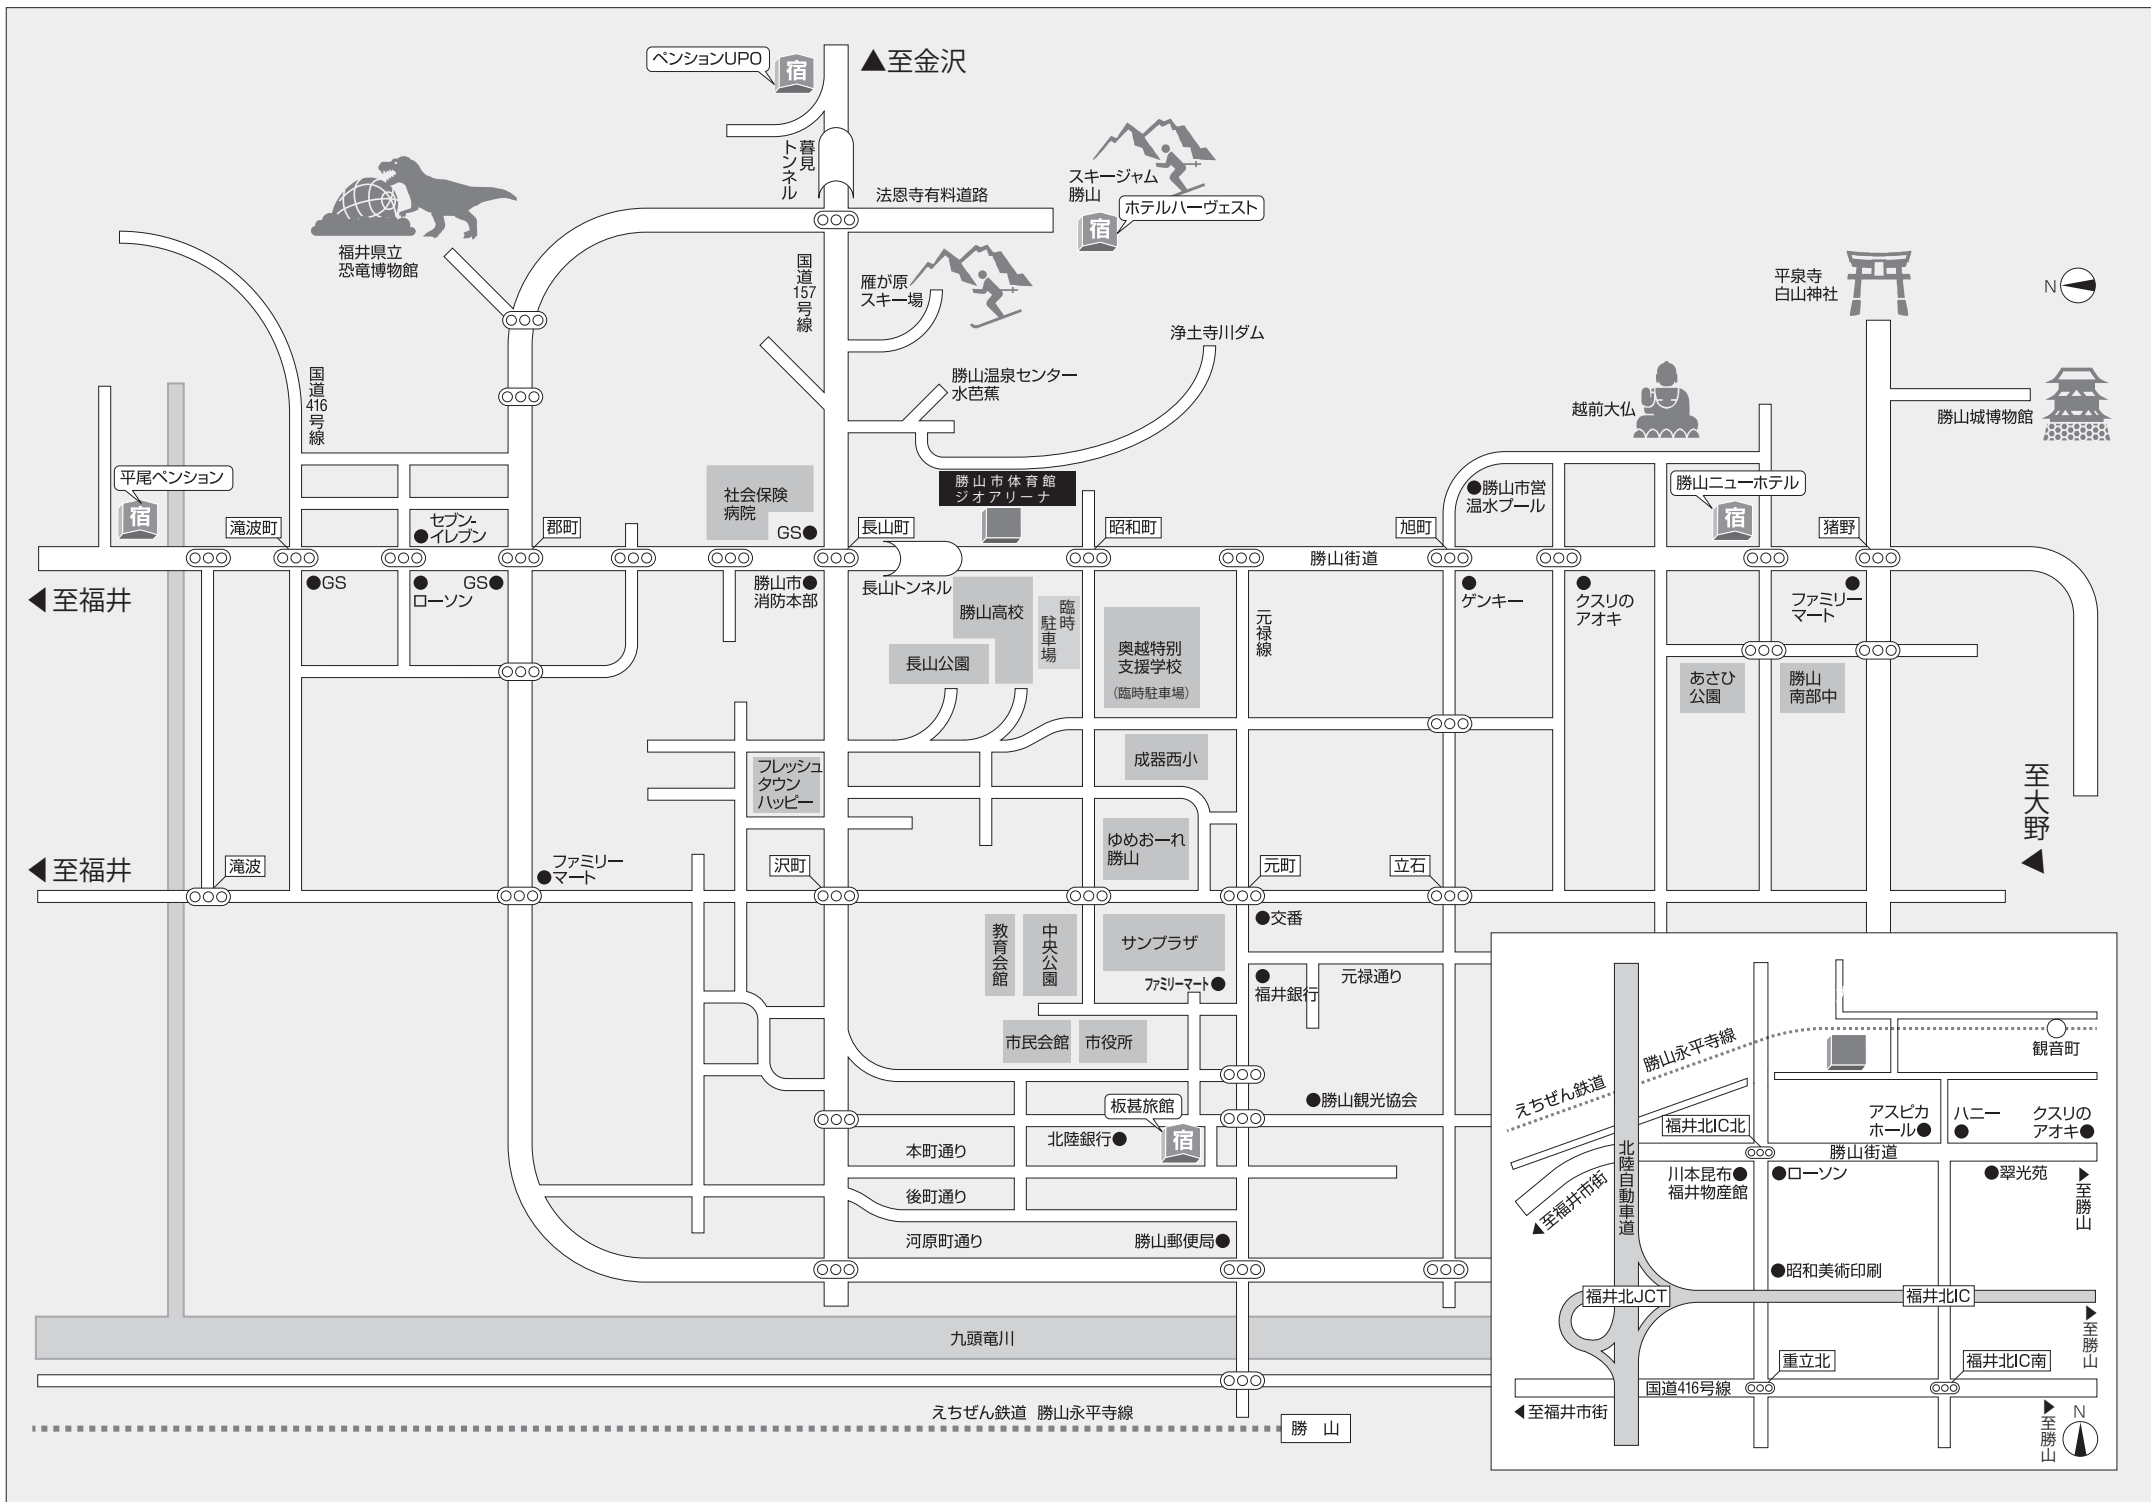 ペンションUPO
宿
▲至金沢
暮見
トンネル
法恩寺有料道路
スキージャム
勝山
ホテルハーヴェスト
宿
福井県立
恐竜博物館
国道157号線
雁が原
スキー場
平泉寺
白山神社
N
浄土寺川ダム
勝山温泉センター
水芭蕉
国道416号線
越前大仏
勝山城博物館
平尾ペンション
宿
社会保険
病院
勝山市体育館
ジオアリーナ
勝山市営
温水プール
勝山ニューホテル
宿
滝波町
セブン-
イレブン
郡町
GS
長山町
昭和町
旭町
猪野
勝山街道
◀至福井
GS
ローソン
GS
勝山市
消防本部
長山トンネル
勝山高校
臨時
駐車場
長山公園
奥越特別
支援学校
(臨時駐車場)
元禄線
ゲンキー
クスリの
アオキ
ファミリー
マート
あさひ
公園
勝山
南部中
成器西小
フレッシュ
タウン
ハッピー
至大野
ゆめおーれ
勝山
◀至福井
滝波
ファミリー
マート
沢町
元町
立石
交番
教育会館
中央公園
サンプラザ
ファミリーマート
福井銀行
元禄通り
市民会館
市役所
板甚旅館
宿
勝山観光協会
北陸銀行
本町通り
後町通り
河原町通り
勝山郵便局
九頭竜川
えちぜん鉄道 勝山永平寺線
勝 山
えちぜん鉄道
勝山永平寺線
観音町
福井北IC北
アスピカ
ホール
ハニー
クスリの
アオキ
勝山街道
北陸自動車道
川本昆布
福井物産館
ローソン
翠光苑
▲至福井市街
▶至勝山
昭和美術印刷
福井北JCT
福井北IC
▶至勝山
重立北
福井北IC南
国道416号線
◀至福井市街
▶至勝山
N